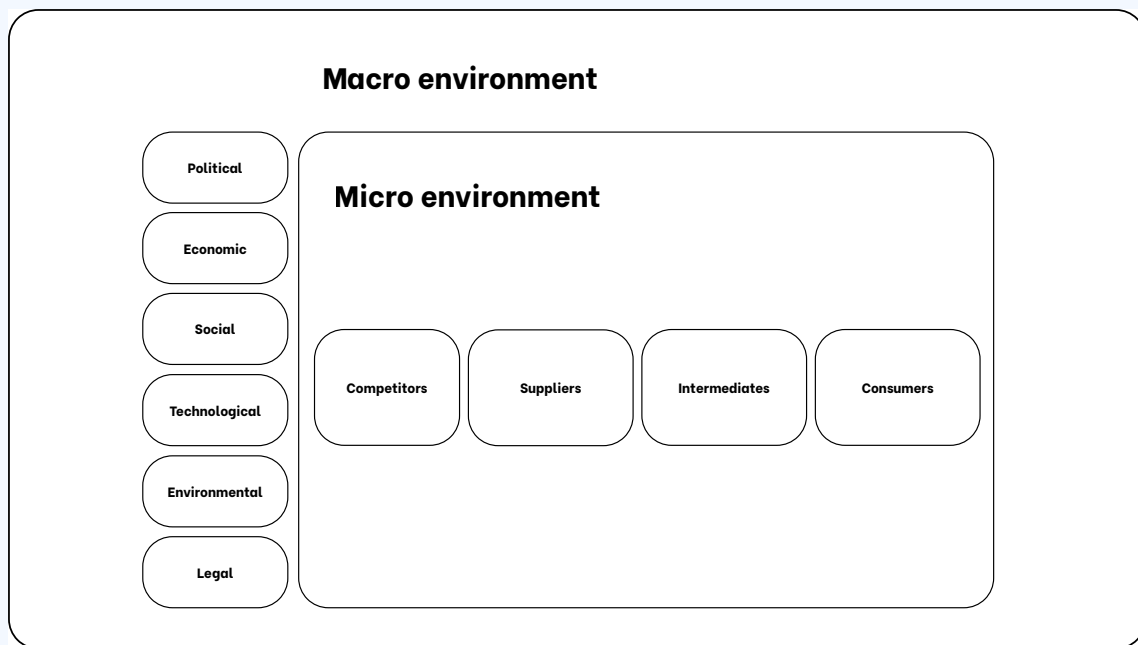 Macro environment
Political
Micro environment
Economic
Social
Competitors
Suppliers
Intermediates
Consumers
Technological
Environmental
Legal